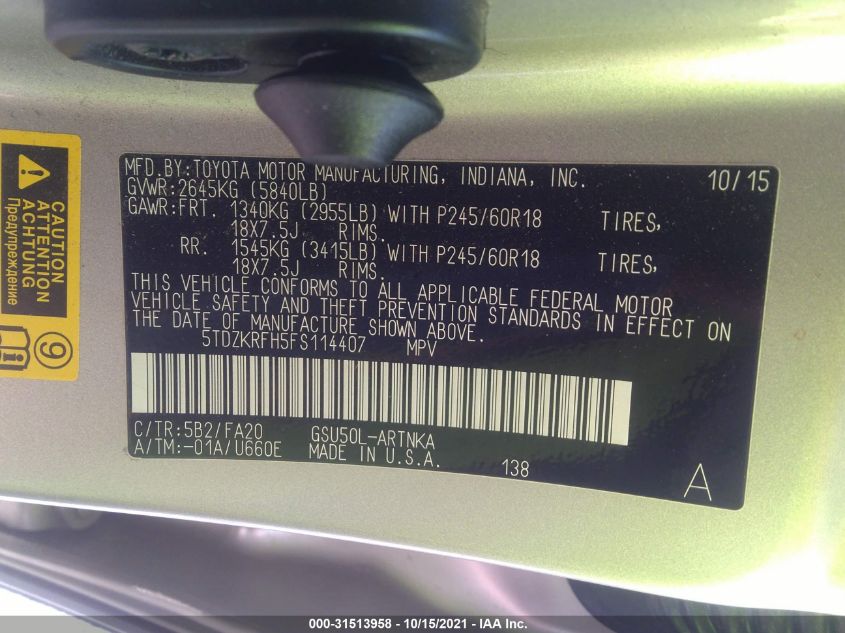 CAUTION
ATTENTION
ACHTUNG
Предупреждение
9
MFD.BY:TOYOTA MOTOR MANUFACTURING, INDIANA, INC. 10/15
GVWR:2645KG (5840LB)
GAWR:FRT. 1340KG (2955LB) WITH P245/60R18 TIRES,
18X7.5J RIMS.
RR. 1545KG (3415LB) WITH P245/60R18 TIRES,
18X7.5J RIMS.
THIS VEHICLE CONFORMS TO ALL APPLICABLE FEDERAL MOTOR
VEHICLE SAFETY AND THEFT PREVENTION STANDARDS IN EFFECT ON
THE DATE OF MANUFACTURE SHOWN ABOVE.
5TDZKRFH5FS114407 MPV
C/TR:5B2/FA20 GSU50L-ARTNKA
A/TM:-01A/U660E MADE IN U.S.A. 138
A
000-31513958 - 10/15/2021 - IAA Inc.